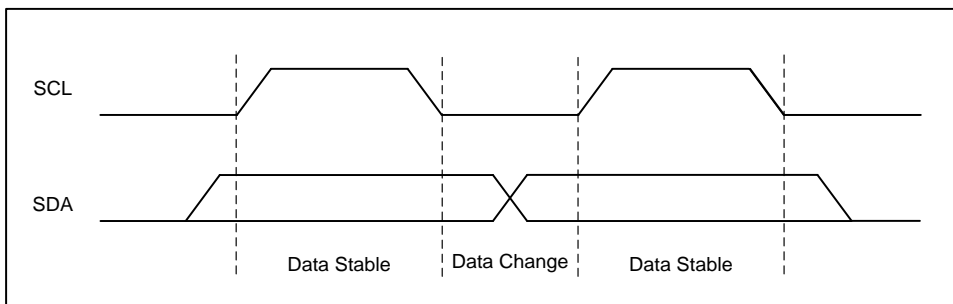 SCL
SDA
Data Stable
Data Change
Data Stable